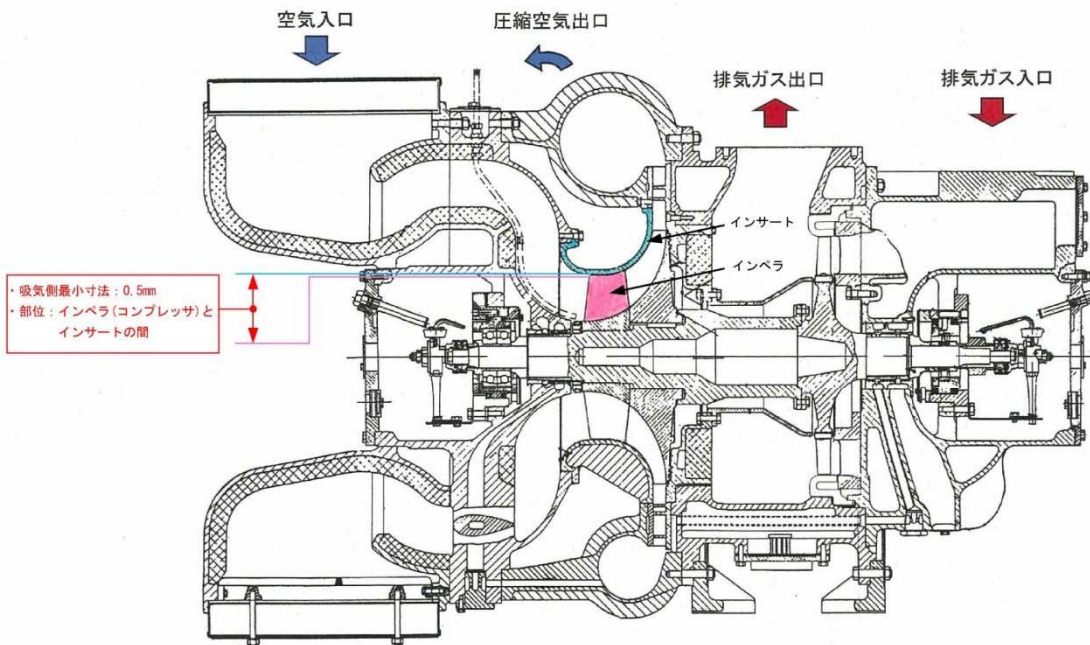 空気入口
圧縮空気出口
排気ガス出口
排気ガス入口
インサート
インペラ
・吸気側最小寸法：0.5mm
・部位：インペラ(コンプレッサ)と
インサートの間